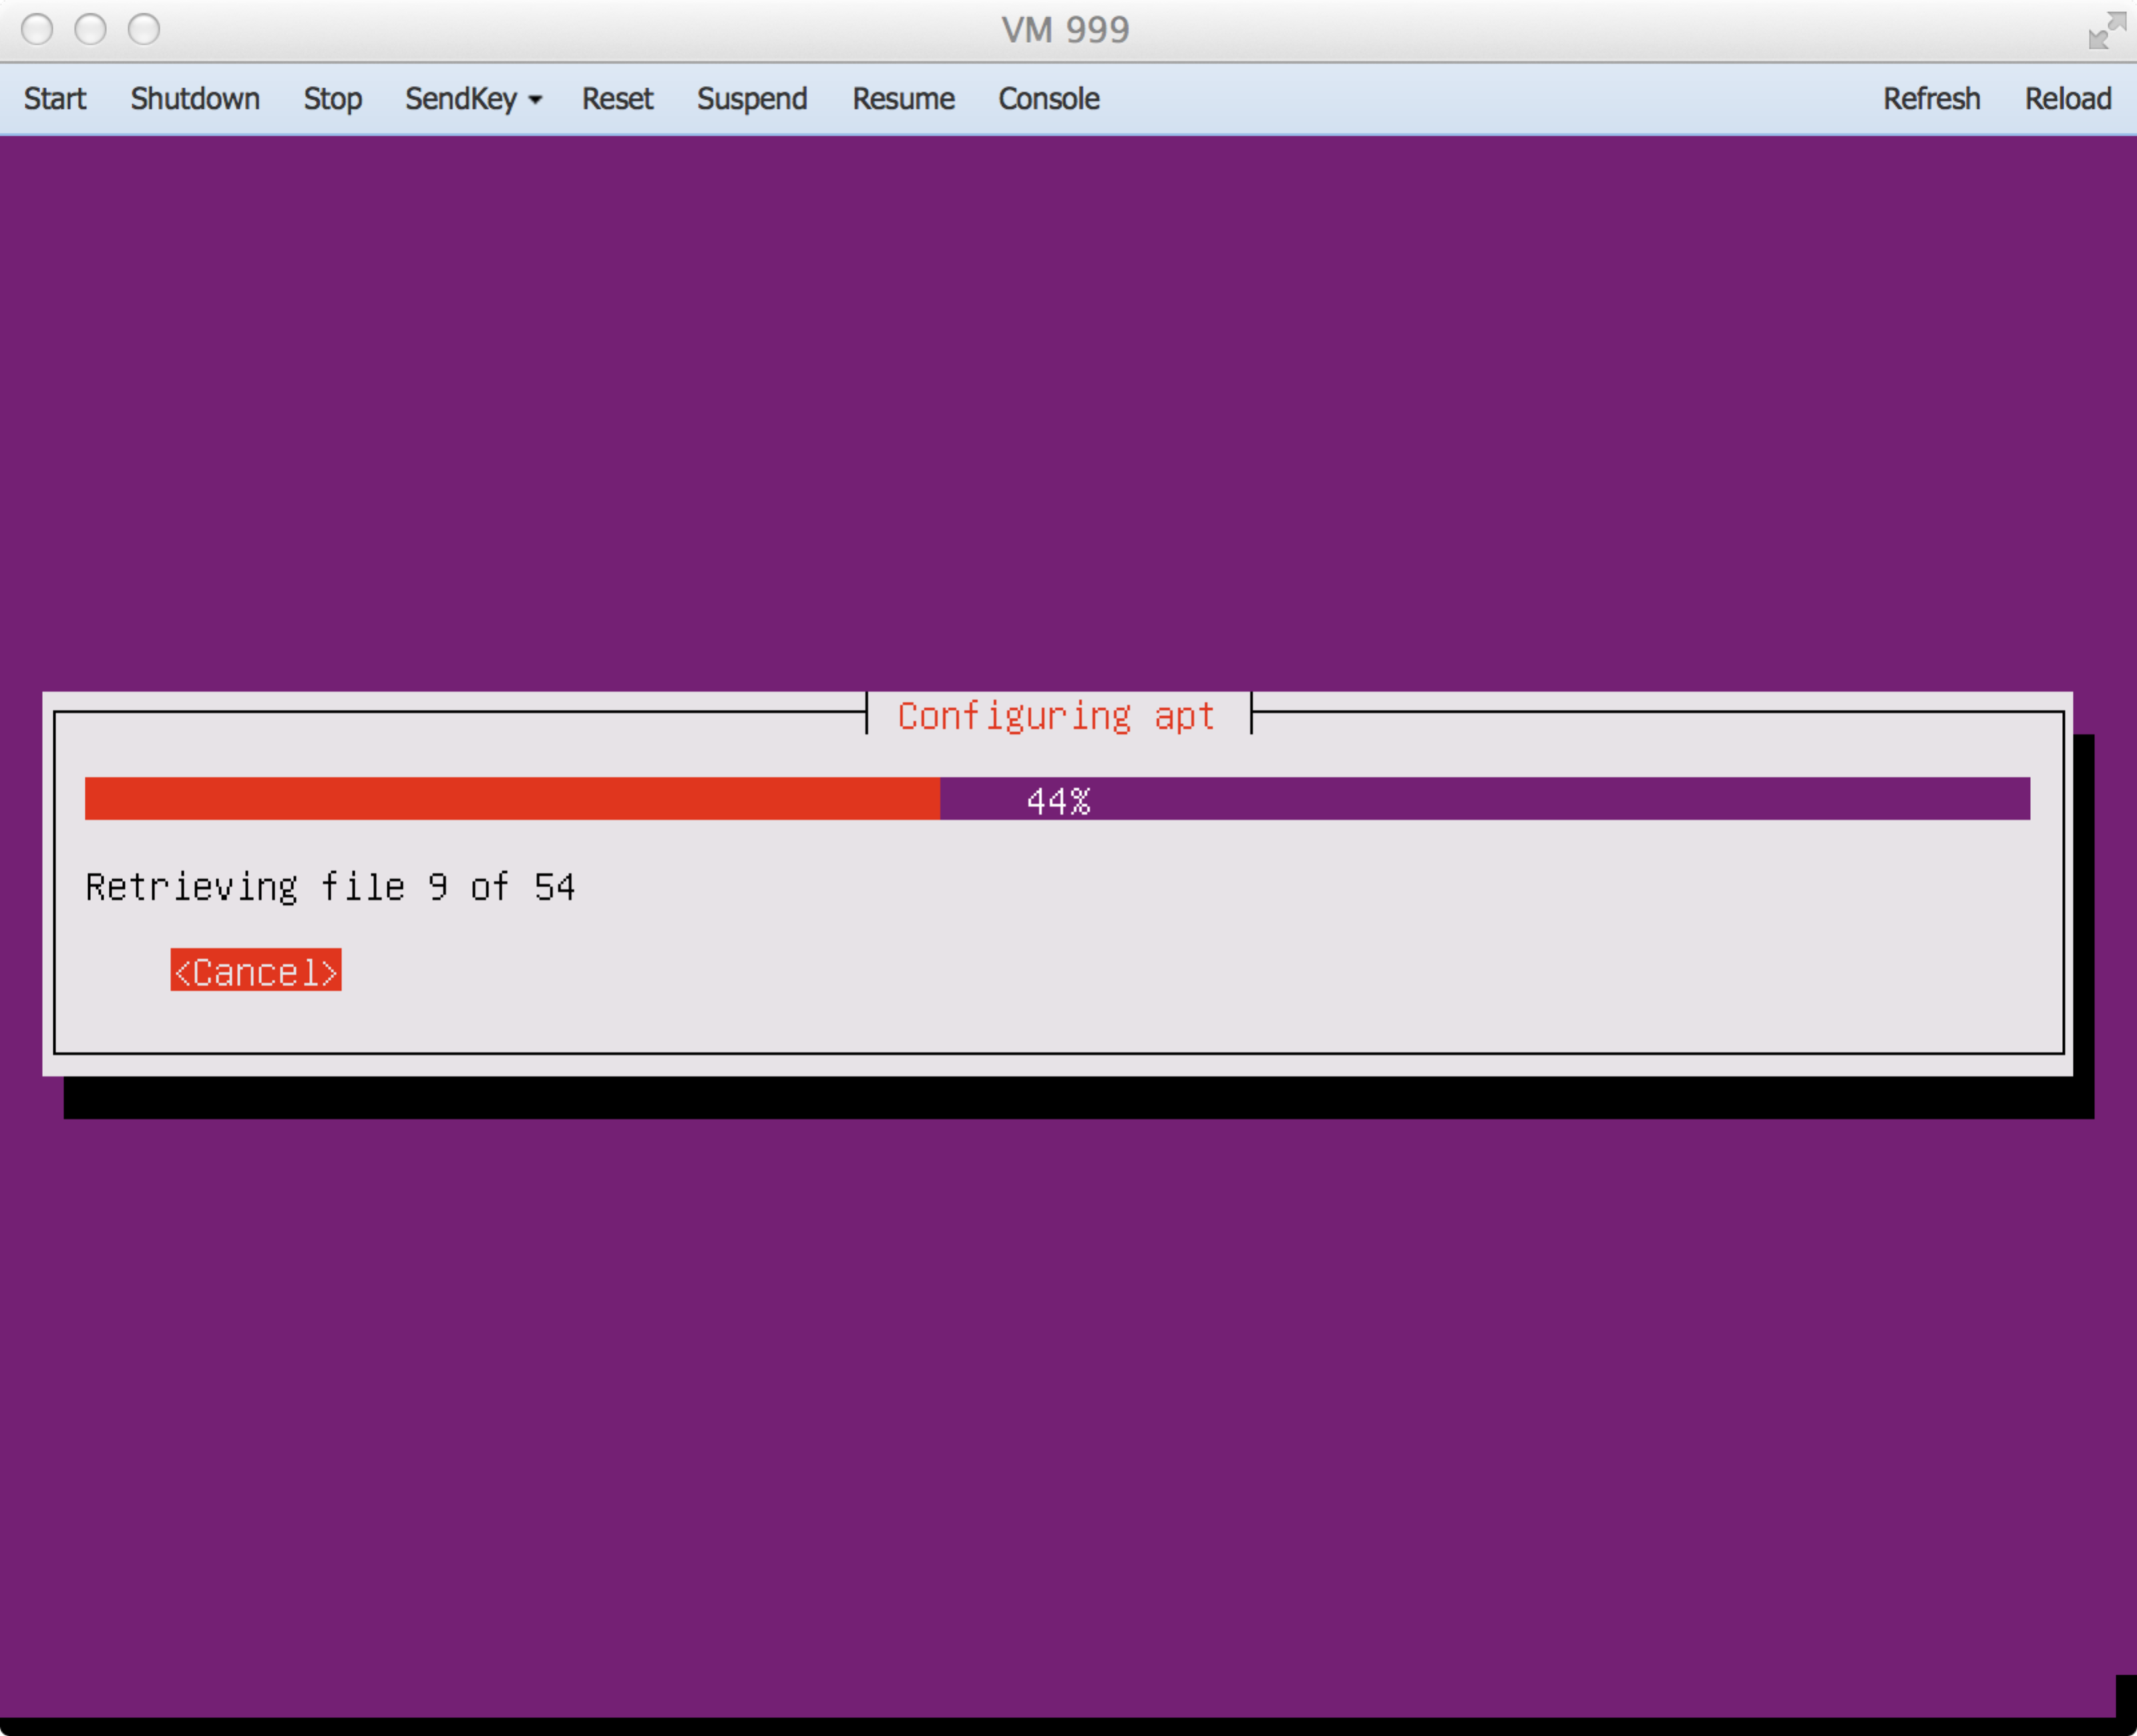 VM 999
Start Shutdown Stop SendKey Reset Suspend Resume Console Refresh Reload
Configuring apt
44%
Retrieving file 9 of 54
<Cancel>